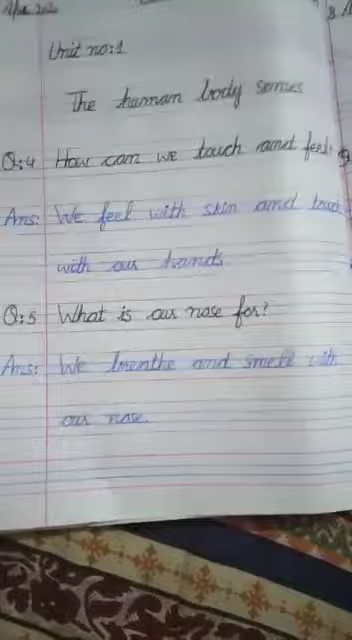 Unit no:1
The human body senses
Q:4 How can we touch and feel.
Ans: We feel with skin and touch
with our hands.
Q:5 What is our nose for?
Ans: We breathe and smell with
our nose.